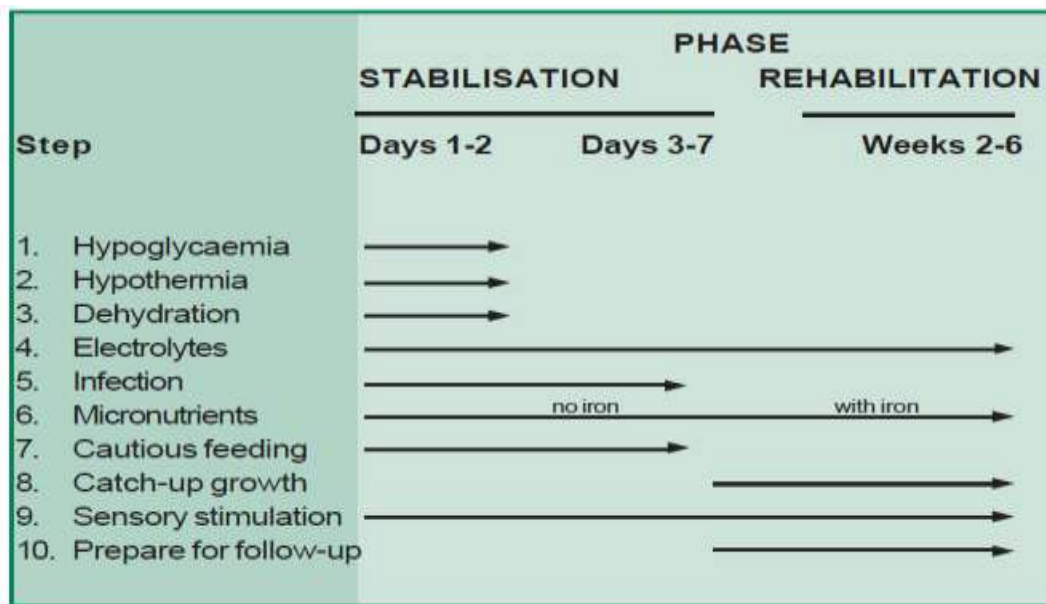 PHASE
STABILISATION REHABILITATION
Step Days 1-2 Days 3-7 Weeks 2-6
1. Hypoglycaemia
2. Hypothermia
3. Dehydration
4. Electrolytes
5. Infection
6. Micronutrients no iron with iron
7. Cautious feeding
8. Catch-up growth
9. Sensory stimulation
10. Prepare for follow-up